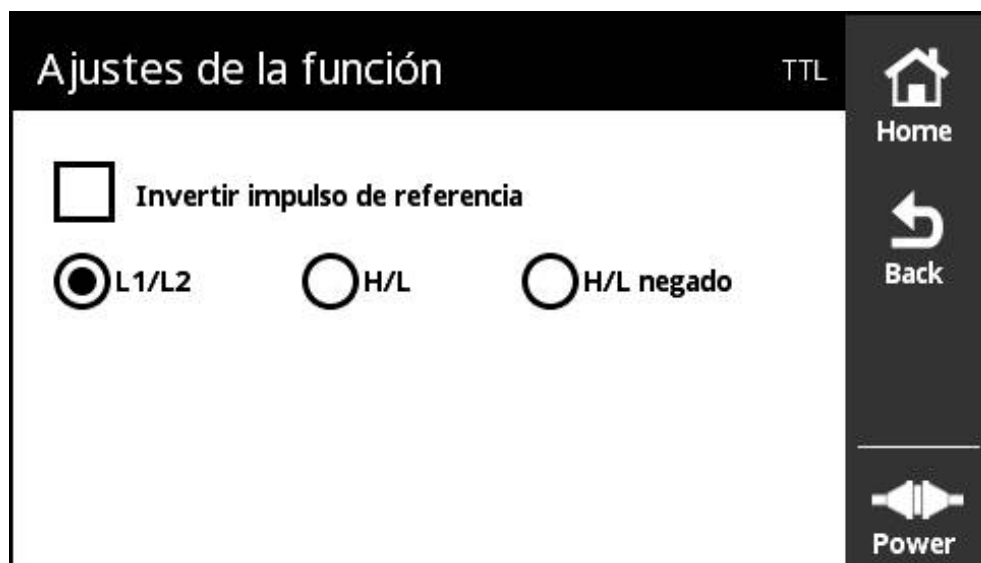 Ajustes de la función
TTL
Home
Invertir impulso de referencia
Back
L1/L2
H/L
H/L negado
Power